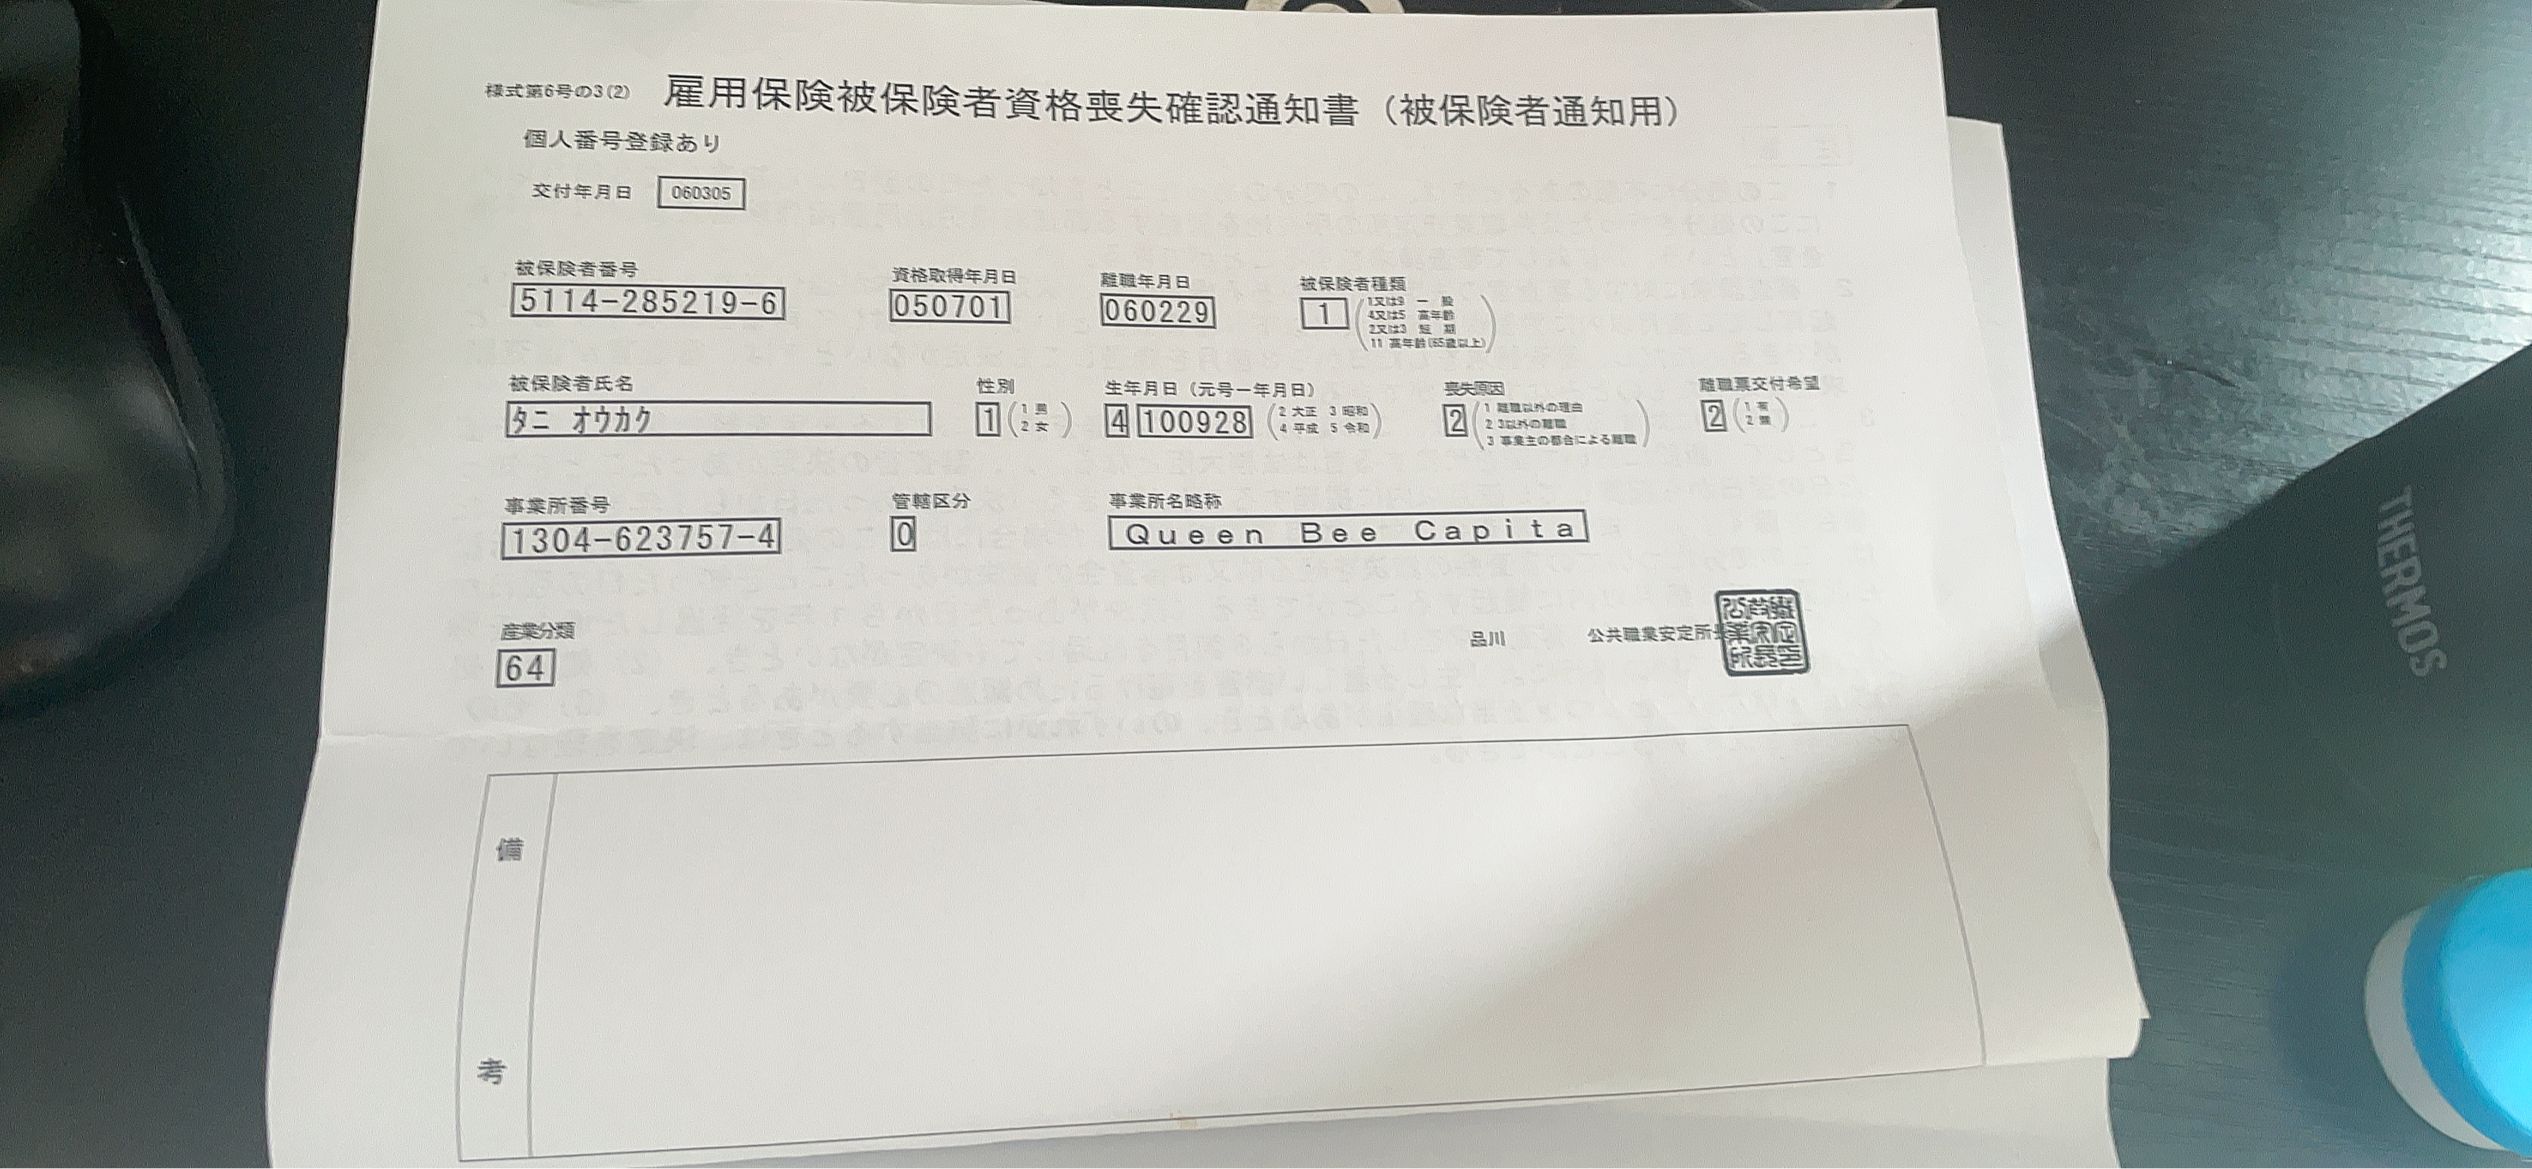 様式第6号の3(2) 雇用保険被保険者資格喪失確認通知書（被保険者通知用）
個人番号登録あり
交付年月日 060305
被保険者番号 資格取得年月日 離職年月日 被保険者種類
5114-285219-6 050701 060229 1
1又は9 一 般
4又は5 高年齢
2又は3 短 期
11 高年齢(65歳以上)
被保険者氏名 性別 生年月日（元号ー年月日） 喪失原因 離職票交付希望
タニ オウカク 1 (1 男 2 女) 4 100928 (2 大正 3 昭和 4 平成 5 令和) 2 2
1 離職以外の理由
2 3以外の離職
3 事業主の都合による離職
1 有
2 無
事業所番号 管轄区分 事業所名略称
1304-623757-4 0 Ｑｕｅｅｎ Ｂｅｅ Ｃａｐｉｔａ
産業分類
64
品川 公共職業安定所長
備
考
THERMOS